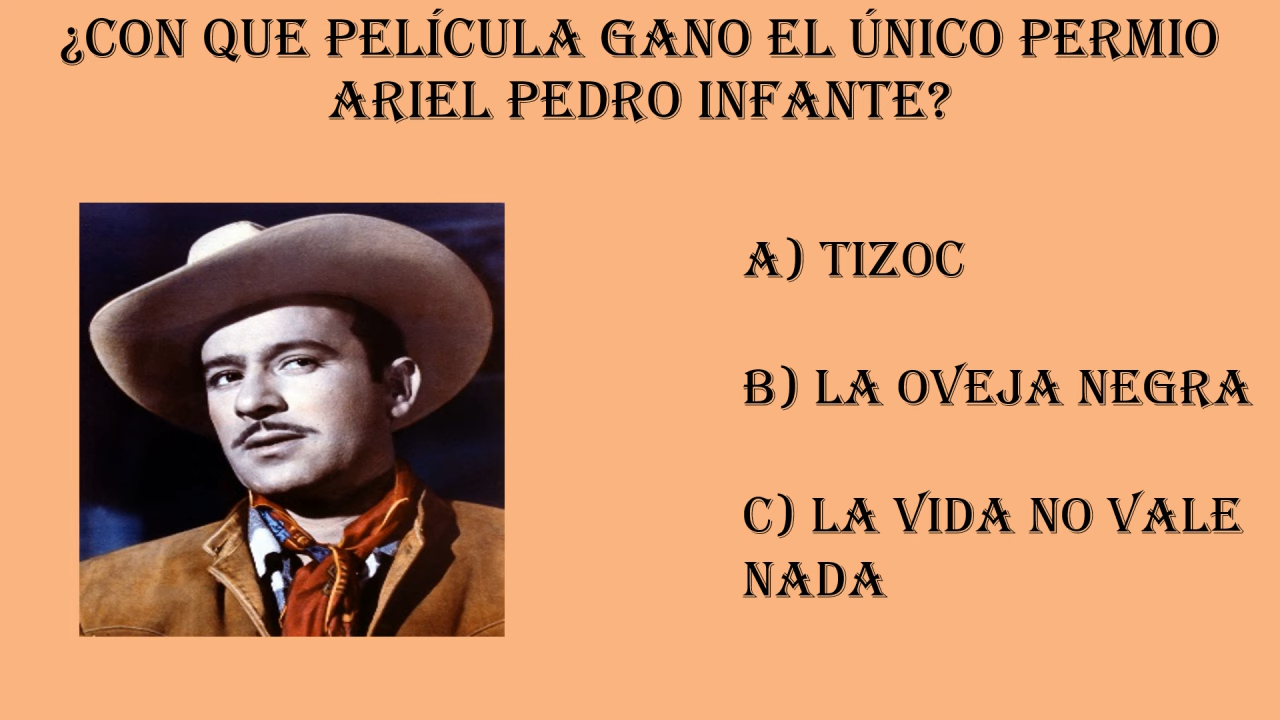 ¿CON QUE PELÍCULA GANO EL ÚNICO PERMIO
ARIEL PEDRO INFANTE?
A) TIZOC
B) LA OVEJA NEGRA
C) LA VIDA NO VALE
NADA